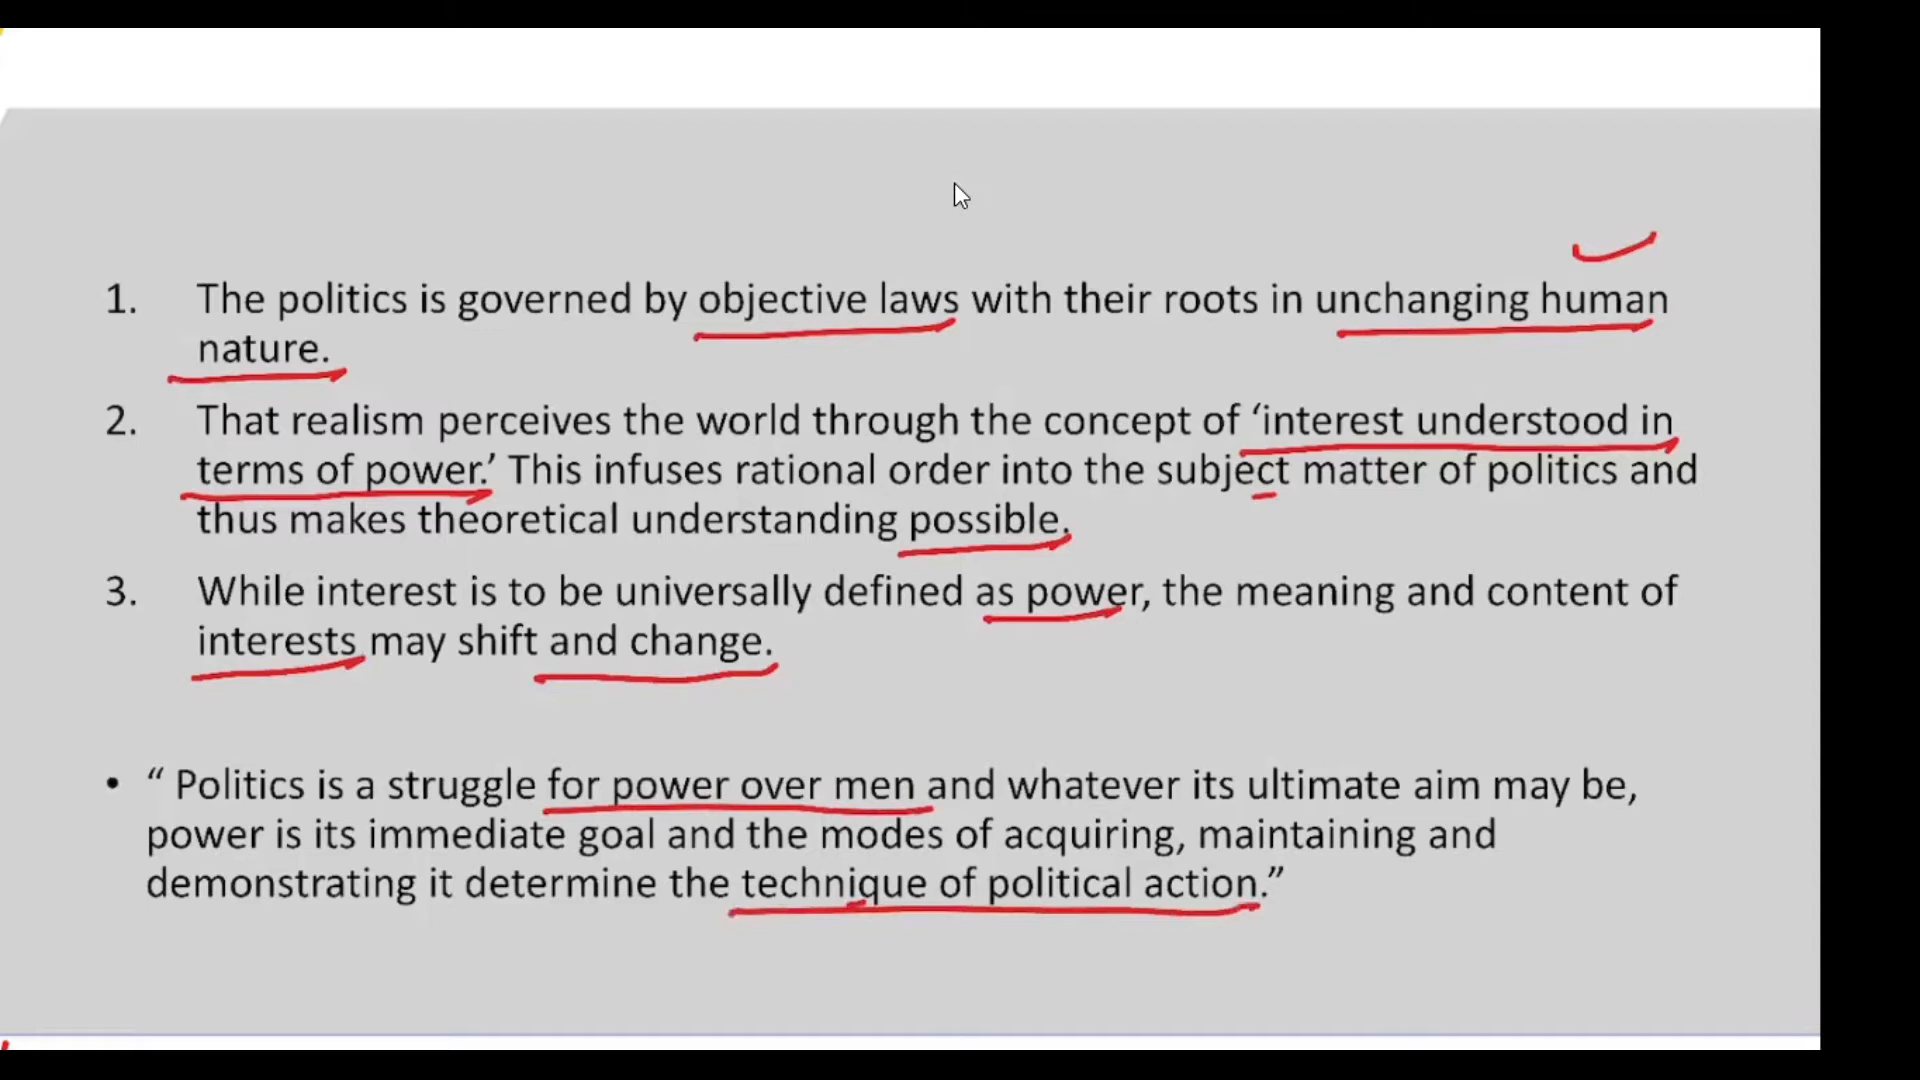 1. The politics is governed by objective laws with their roots in unchanging human
nature.
2. That realism perceives the world through the concept of ‘interest understood in
terms of power.’ This infuses rational order into the subject matter of politics and
thus makes theoretical understanding possible.
3. While interest is to be universally defined as power, the meaning and content of
interests may shift and change.
• “ Politics is a struggle for power over men and whatever its ultimate aim may be,
power is its immediate goal and the modes of acquiring, maintaining and
demonstrating it determine the technique of political action.”